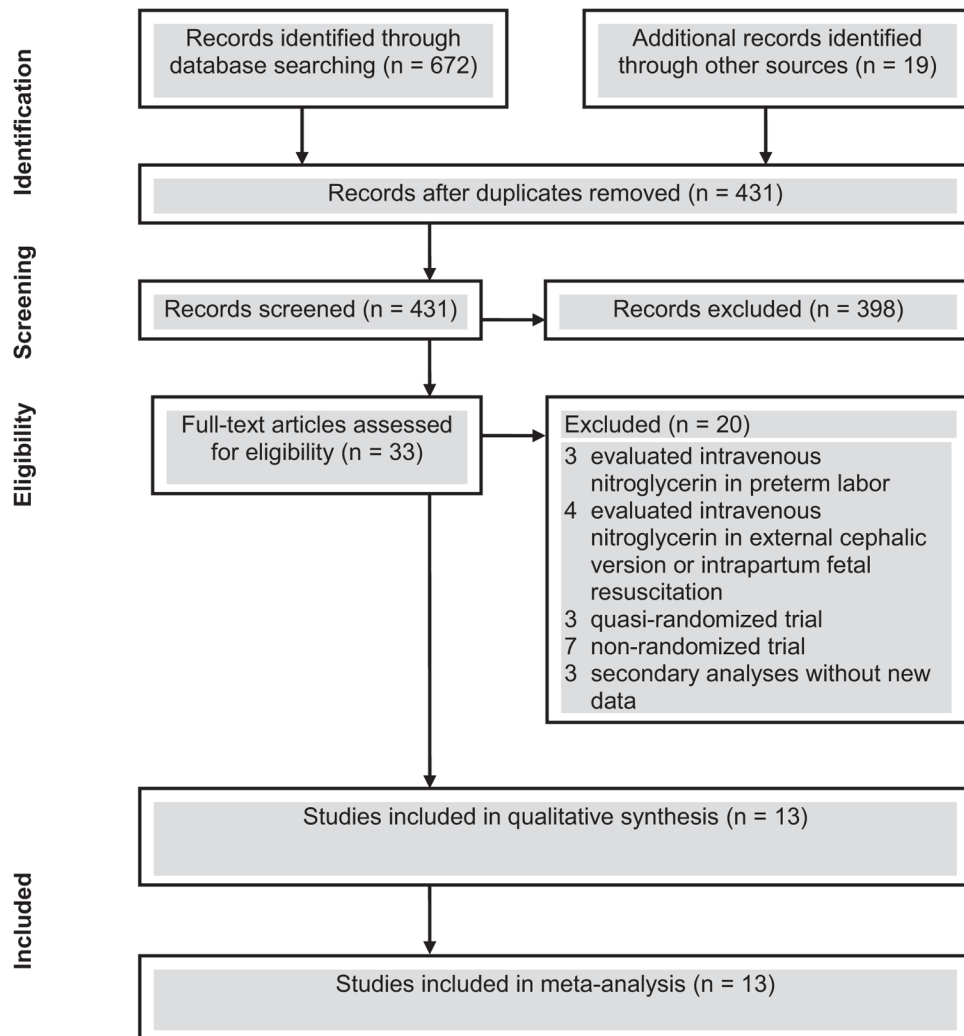 Identification
Records identified through
database searching (n = 672)
Additional records identified
through other sources (n = 19)
Records after duplicates removed (n = 431)
Screening
Records screened (n = 431)
Records excluded (n = 398)
Eligibility
Full-text articles assessed
for eligibility (n = 33)
Excluded (n = 20)
3 evaluated intravenous
nitroglycerin in preterm labor
4 evaluated intravenous
nitroglycerin in external cephalic
version or intrapartum fetal
resuscitation
3 quasi-randomized trial
7 non-randomized trial
3 secondary analyses without new
data
Included
Studies included in qualitative synthesis (n = 13)
Studies included in meta-analysis (n = 13)